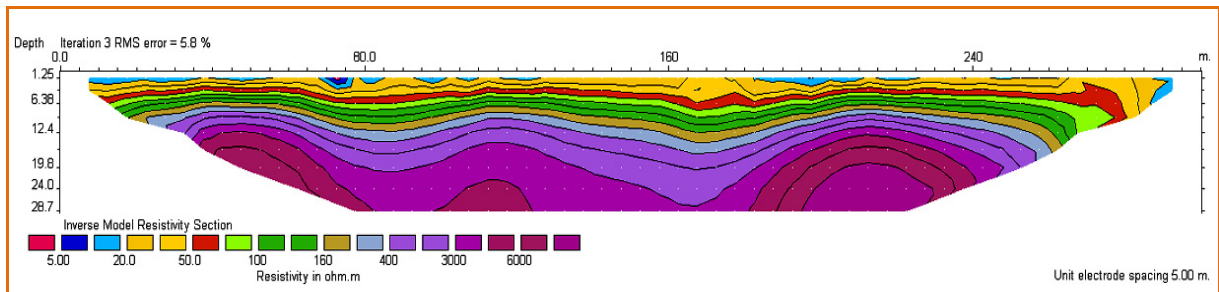 Depth Iteration 3 RMS error = 5.8 %
0.0 80.0 160 240 m.
1.25
6.38
12.4
19.8
24.0
28.7
Inverse Model Resistivity Section
5.00 20.0 50.0 100 160 400 3000 6000
Resistivity in ohm.m
Unit electrode spacing 5.00 m.